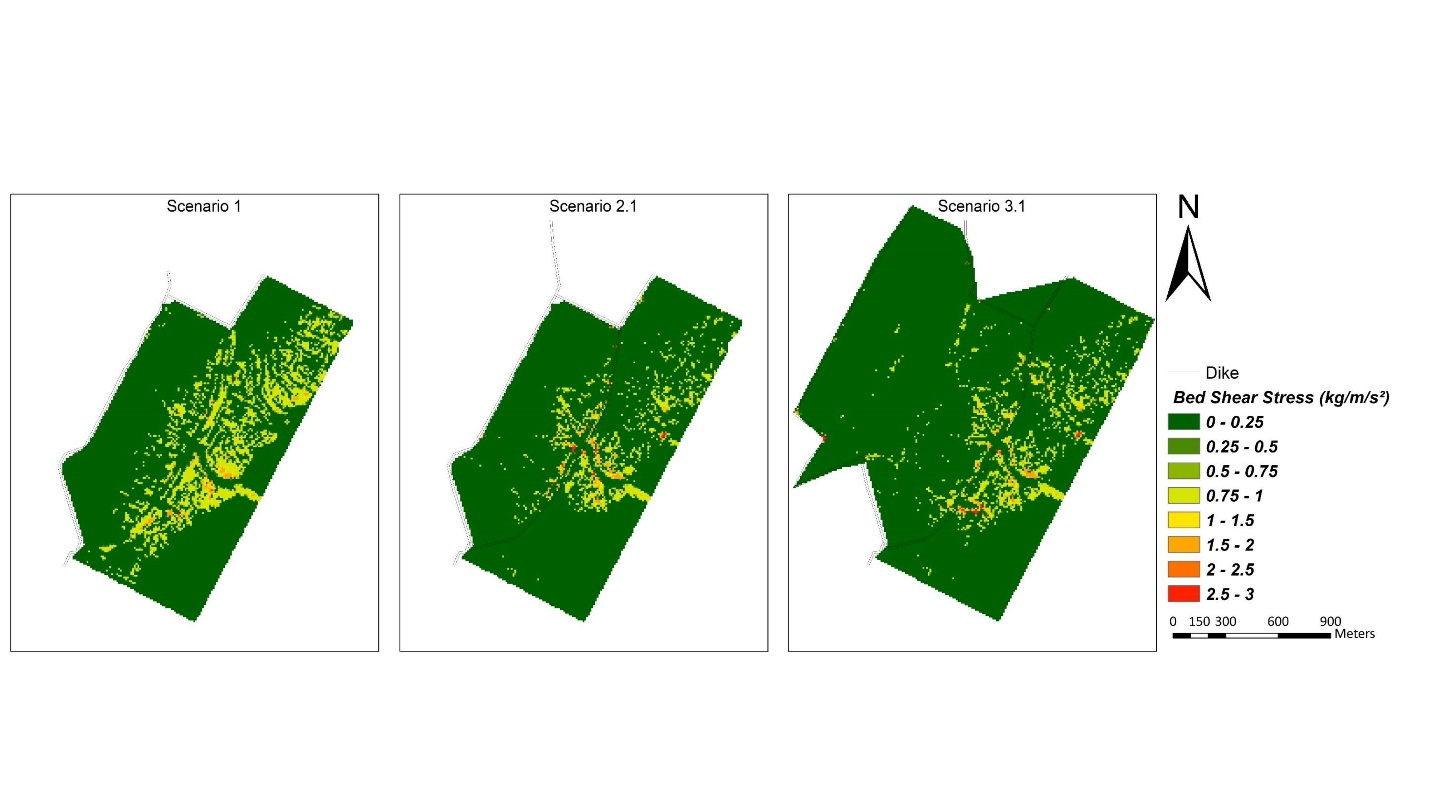 Scenario 1
Scenario 2.1
Scenario 3.1
N
Dike
Bed Shear Stress (kg/m/s²)
0 - 0.25
0.25 - 0.5
0.5 - 0.75
0.75 - 1
1 - 1.5
1.5 - 2
2 - 2.5
2.5 - 3
0 150 300 600 900
Meters